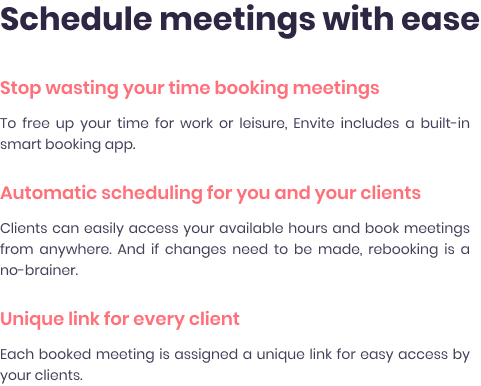 Schedule meetings with ease
Stop wasting your time booking meetings
To free up your time for work or leisure, Envite includes a built-in
smart booking app.
Automatic scheduling for you and your clients
Clients can easily access your available hours and book meetings
from anywhere. And if changes need to be made, rebooking is a
no-brainer.
Unique link for every client
Each booked meeting is assigned a unique link for easy access by
your clients.